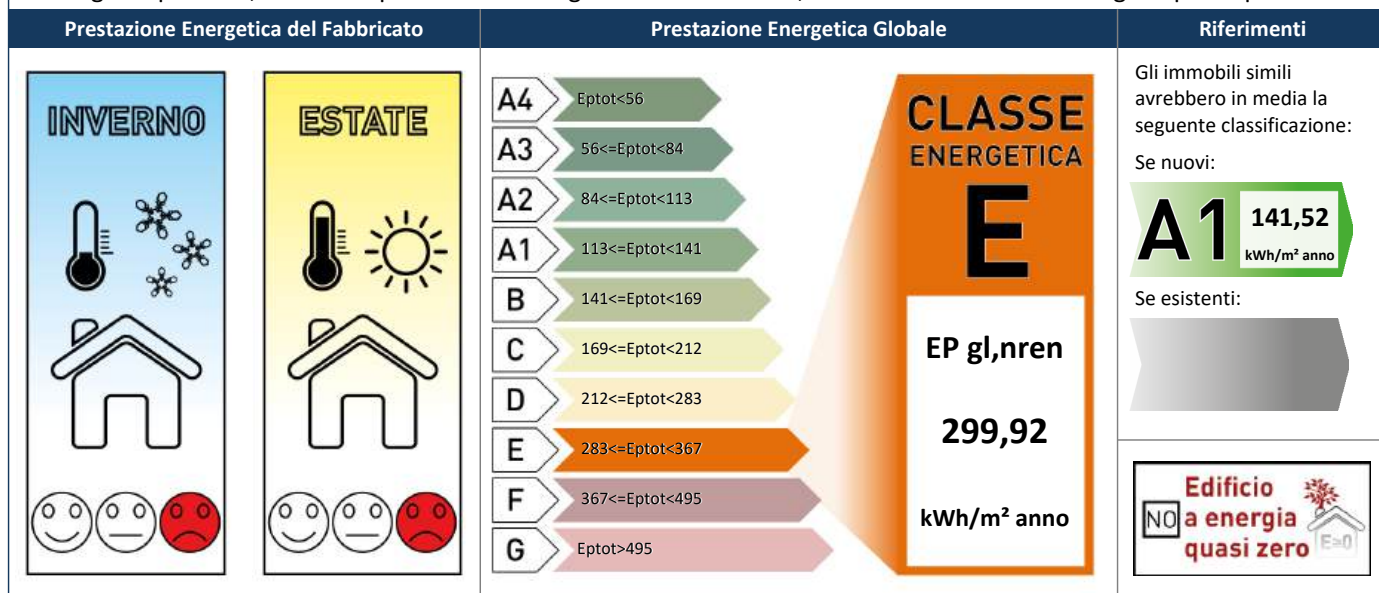 Prestazione Energetica del Fabbricato
Prestazione Energetica Globale
Riferimenti
INVERNO
ESTATE
A4 Eptot<56
A3 56<=Eptot<84
A2 84<=Eptot<113
A1 113<=Eptot<141
B 141<=Eptot<169
C 169<=Eptot<212
D 212<=Eptot<283
E 283<=Eptot<367
F 367<=Eptot<495
G Eptot>495
CLASSE
ENERGETICA
E
EP gl,nren
299,92
kWh/m² anno
Gli immobili simili
avrebbero in media la
seguente classificazione:
Se nuovi:
A1 141,52
kWh/m² anno
Se esistenti:
Edificio
NO a energia
quasi zero E≃0